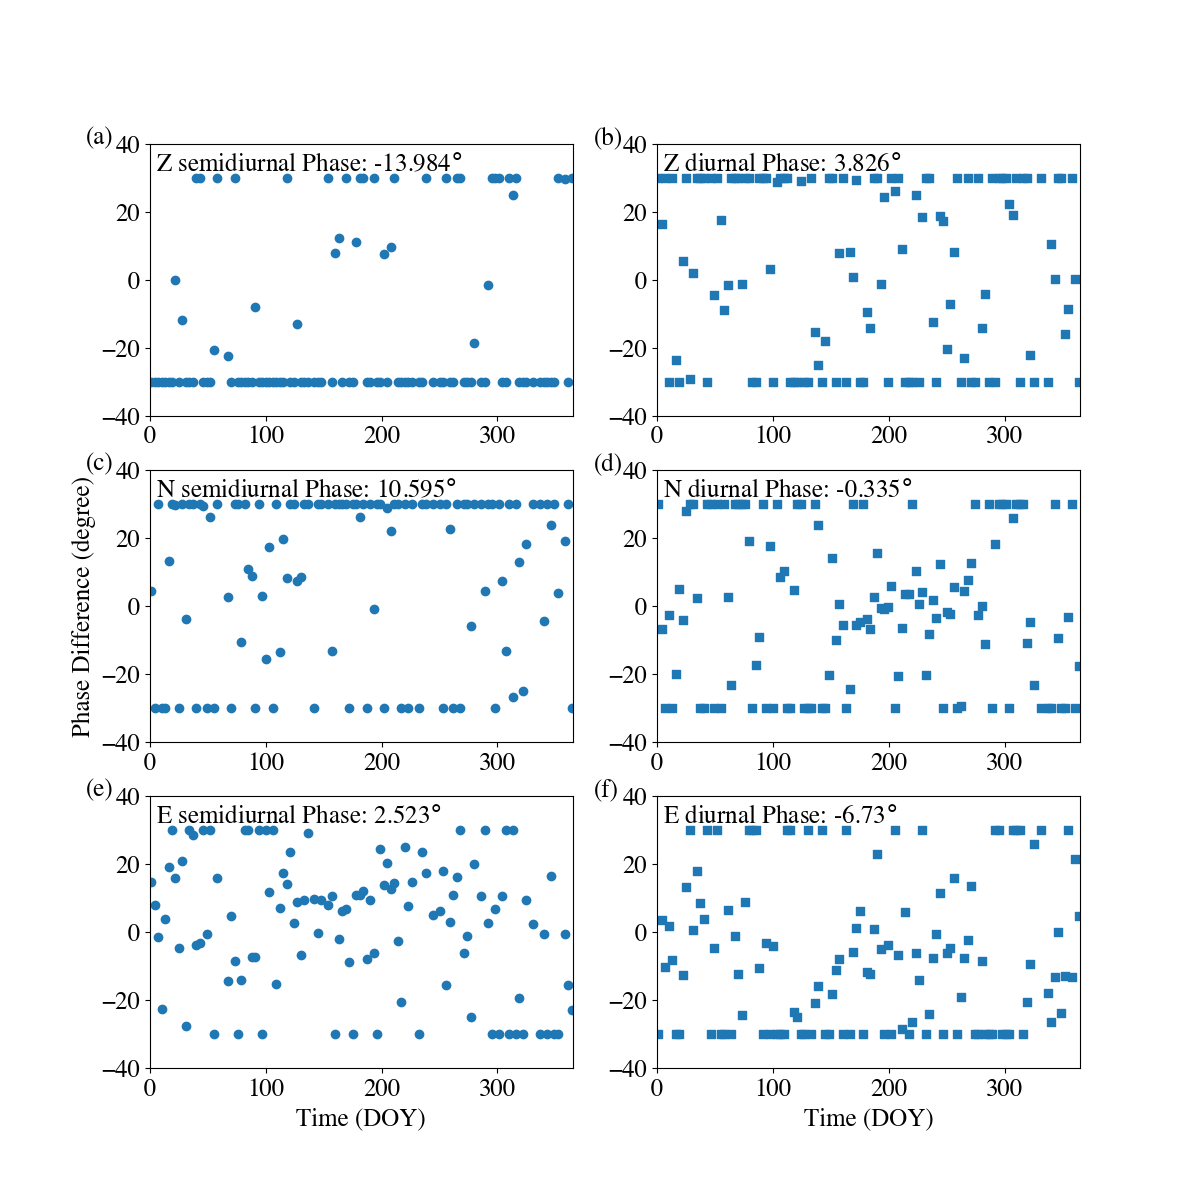 (a)
Z semidiurnal Phase: -13.984°
40
20
0
−20
−40
0 100 200 300
(b)
Z diurnal Phase: 3.826°
40
20
0
−20
−40
0 100 200 300
Phase Difference (degree)
(c)
N semidiurnal Phase: 10.595°
40
20
0
−20
−40
0 100 200 300
(d)
N diurnal Phase: -0.335°
40
20
0
−20
−40
0 100 200 300
(e)
E semidiurnal Phase: 2.523°
40
20
0
−20
−40
0 100 200 300
Time (DOY)
(f)
E diurnal Phase: -6.73°
40
20
0
−20
−40
0 100 200 300
Time (DOY)